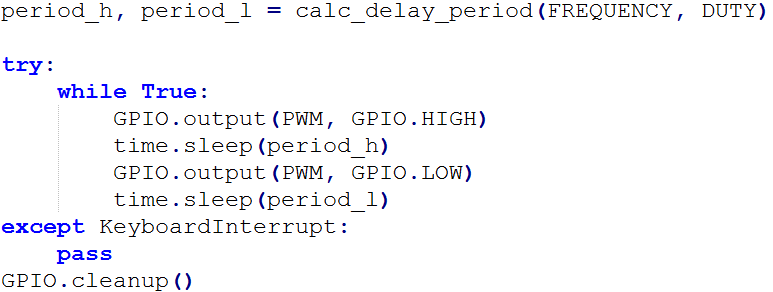 period_h, period_l = calc_delay_period(FREQUENCY, DUTY)
try:
    while True:
        GPIO.output(PWM, GPIO.HIGH)
        time.sleep(period_h)
        GPIO.output(PWM, GPIO.LOW)
        time.sleep(period_l)
except KeyboardInterrupt:
    pass
GPIO.cleanup()